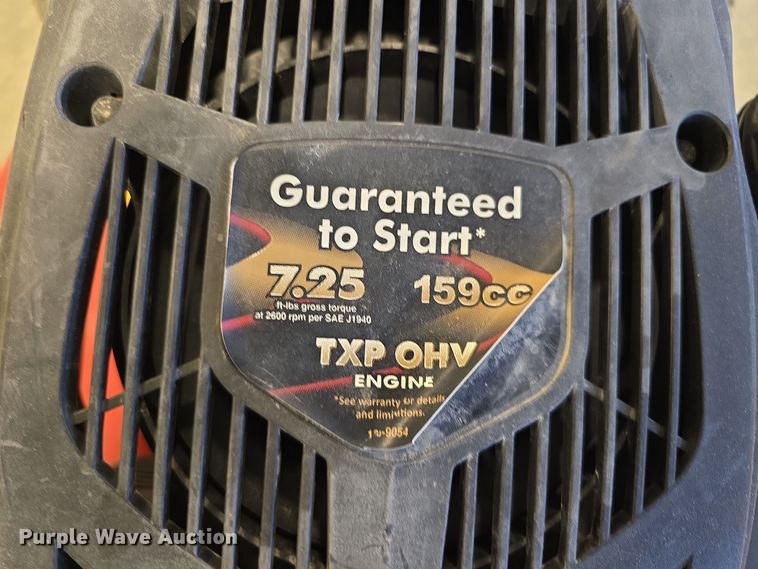 Guaranteed
to Start*
7.25 159cc
ft-lbs gross torque
at 2600 rpm per SAE J1940
TXP OHV
ENGINE
*See warranty for details
and limitations.
Purple Wave Auction